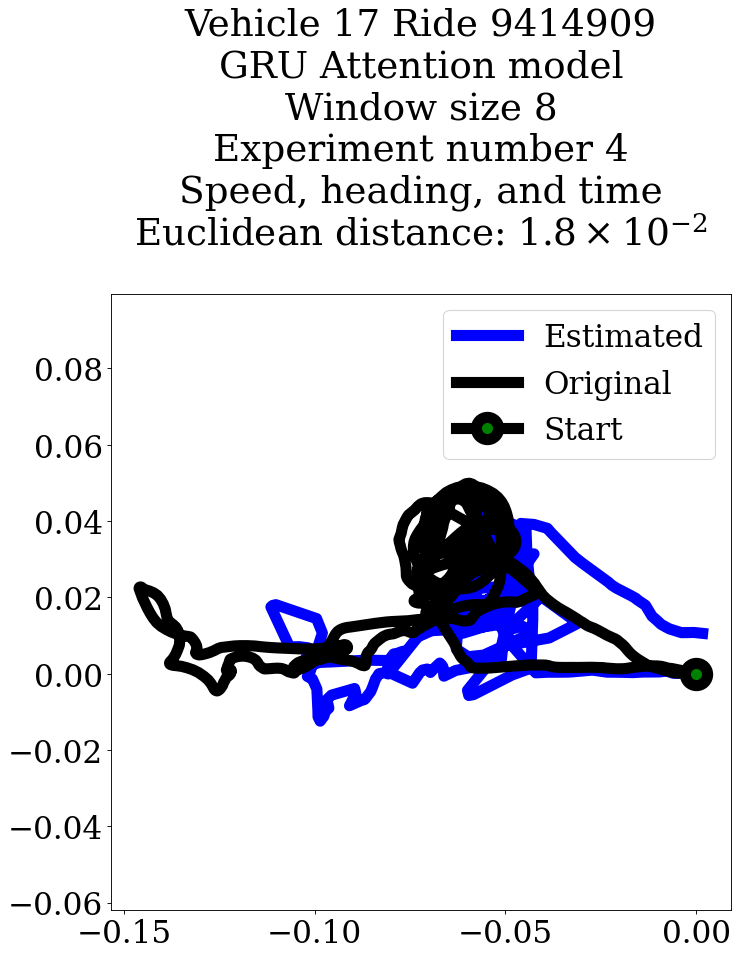 Vehicle 17 Ride 9414909
GRU Attention model
Window size 8
Experiment number 4
Speed, heading, and time
Euclidean distance: 1.8 × 10⁻²
Estimated
Original
Start
0.08
0.06
0.04
0.02
0.00
−0.02
−0.04
−0.06
−0.15
−0.10
−0.05
0.00